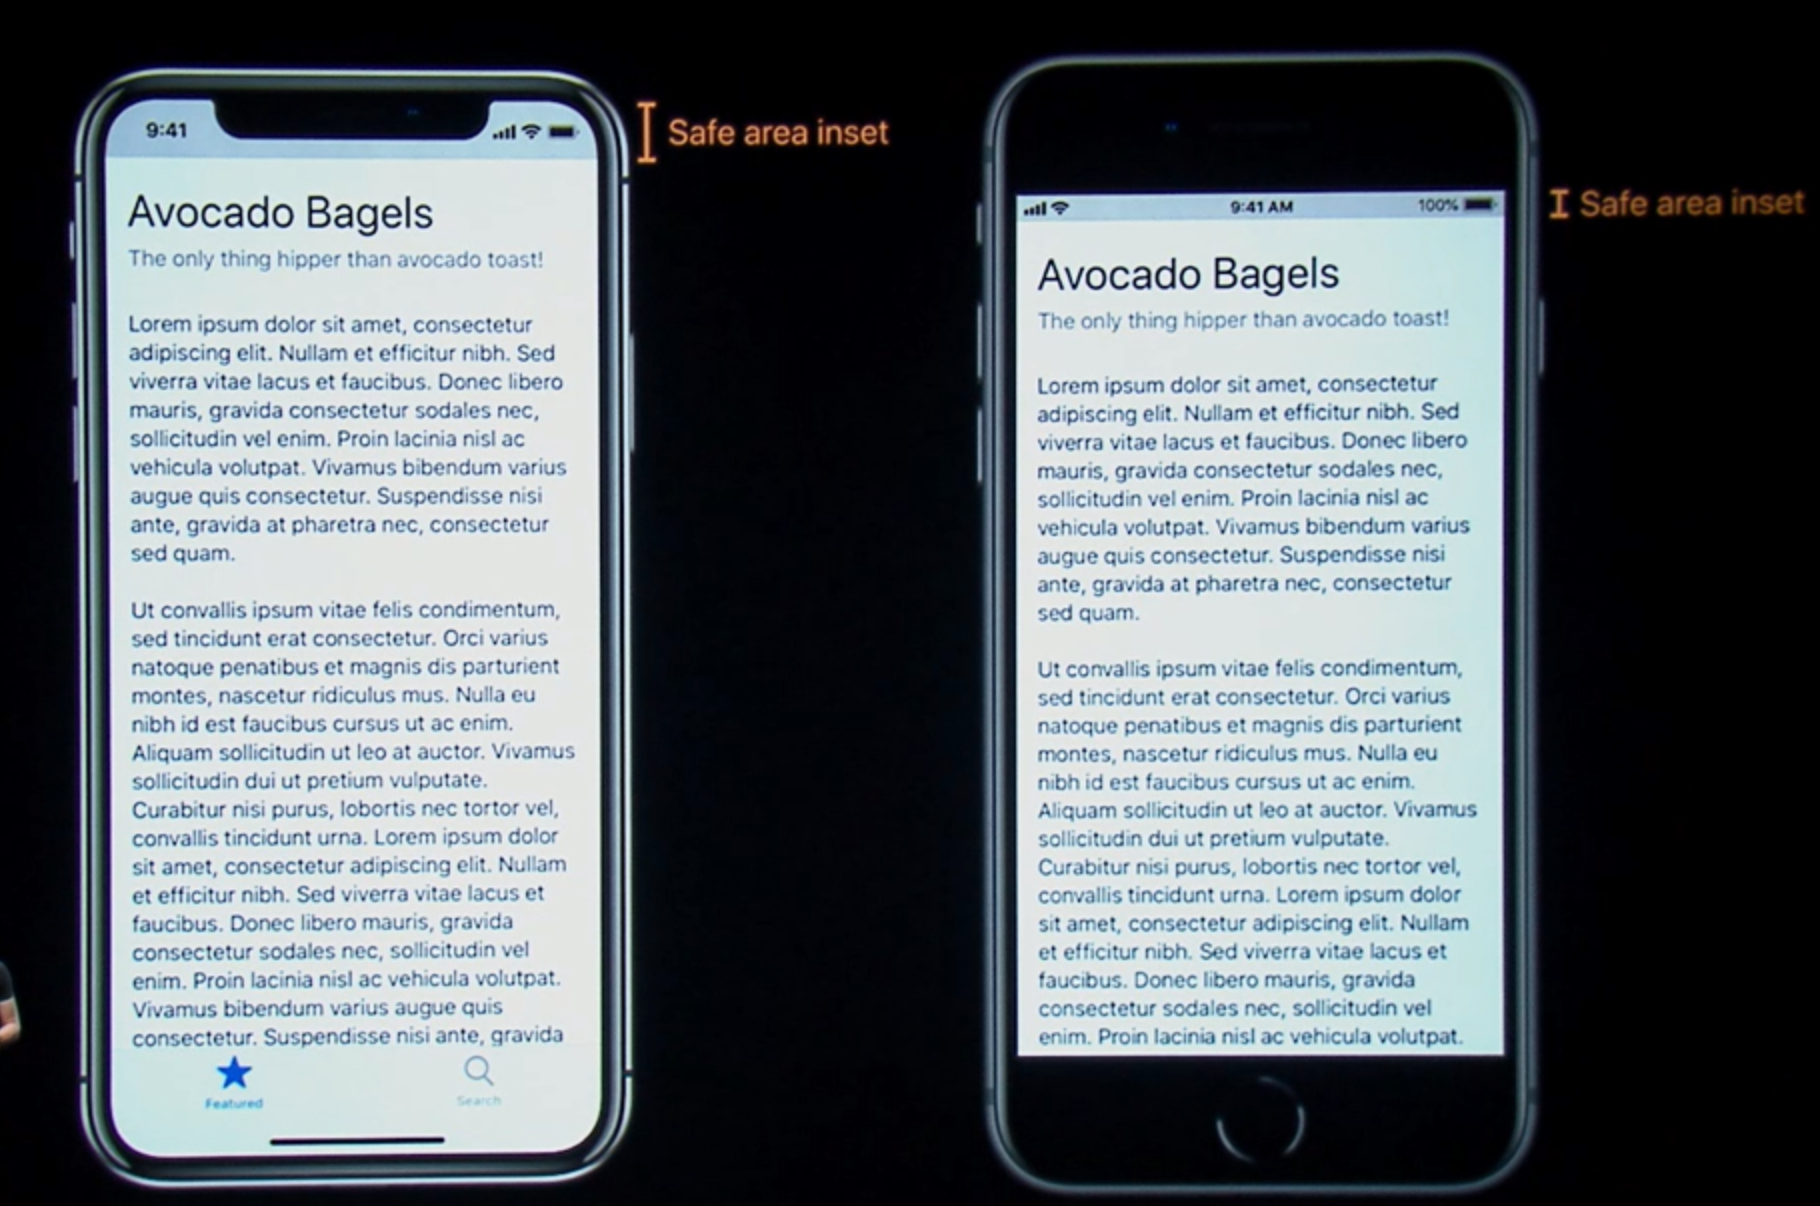 9:41
Safe area inset
Avocado Bagels
The only thing hipper than avocado toast!
Lorem ipsum dolor sit amet, consectetur
adipiscing elit. Nullam et efficitur nibh. Sed
viverra vitae lacus et faucibus. Donec libero
mauris, gravida consectetur sodales nec,
sollicitudin vel enim. Proin lacinia nisl ac
vehicula volutpat. Vivamus bibendum varius
augue quis consectetur. Suspendisse nisi
ante, gravida at pharetra nec, consectetur
sed quam.
Ut convallis ipsum vitae felis condimentum,
sed tincidunt erat consectetur. Orci varius
natoque penatibus et magnis dis parturient
montes, nascetur ridiculus mus. Nulla eu
nibh id est faucibus cursus ut ac enim.
Aliquam sollicitudin ut leo at auctor. Vivamus
sollicitudin dui ut pretium vulputate.
Curabitur nisi purus, lobortis nec tortor vel,
convallis tincidunt urna. Lorem ipsum dolor
sit amet, consectetur adipiscing elit. Nullam
et efficitur nibh. Sed viverra vitae lacus et
faucibus. Donec libero mauris, gravida
consectetur sodales nec, sollicitudin vel
enim. Proin lacinia nisl ac vehicula volutpat.
Vivamus bibendum varius augue quis
consectetur. Suspendisse nisi ante, gravida
Featured
Search
9:41 AM
100%
Safe area inset
Avocado Bagels
The only thing hipper than avocado toast!
Lorem ipsum dolor sit amet, consectetur
adipiscing elit. Nullam et efficitur nibh. Sed
viverra vitae lacus et faucibus. Donec libero
mauris, gravida consectetur sodales nec,
sollicitudin vel enim. Proin lacinia nisl ac
vehicula volutpat. Vivamus bibendum varius
augue quis consectetur. Suspendisse nisi
ante, gravida at pharetra nec, consectetur
sed quam.
Ut convallis ipsum vitae felis condimentum,
sed tincidunt erat consectetur. Orci varius
natoque penatibus et magnis dis parturient
montes, nascetur ridiculus mus. Nulla eu
nibh id est faucibus cursus ut ac enim.
Aliquam sollicitudin ut leo at auctor. Vivamus
sollicitudin dui ut pretium vulputate.
Curabitur nisi purus, lobortis nec tortor vel,
convallis tincidunt urna. Lorem ipsum dolor
sit amet, consectetur adipiscing elit. Nullam
et efficitur nibh. Sed viverra vitae lacus et
faucibus. Donec libero mauris, gravida
consectetur sodales nec, sollicitudin vel
enim. Proin lacinia nisl ac vehicula volutpat.